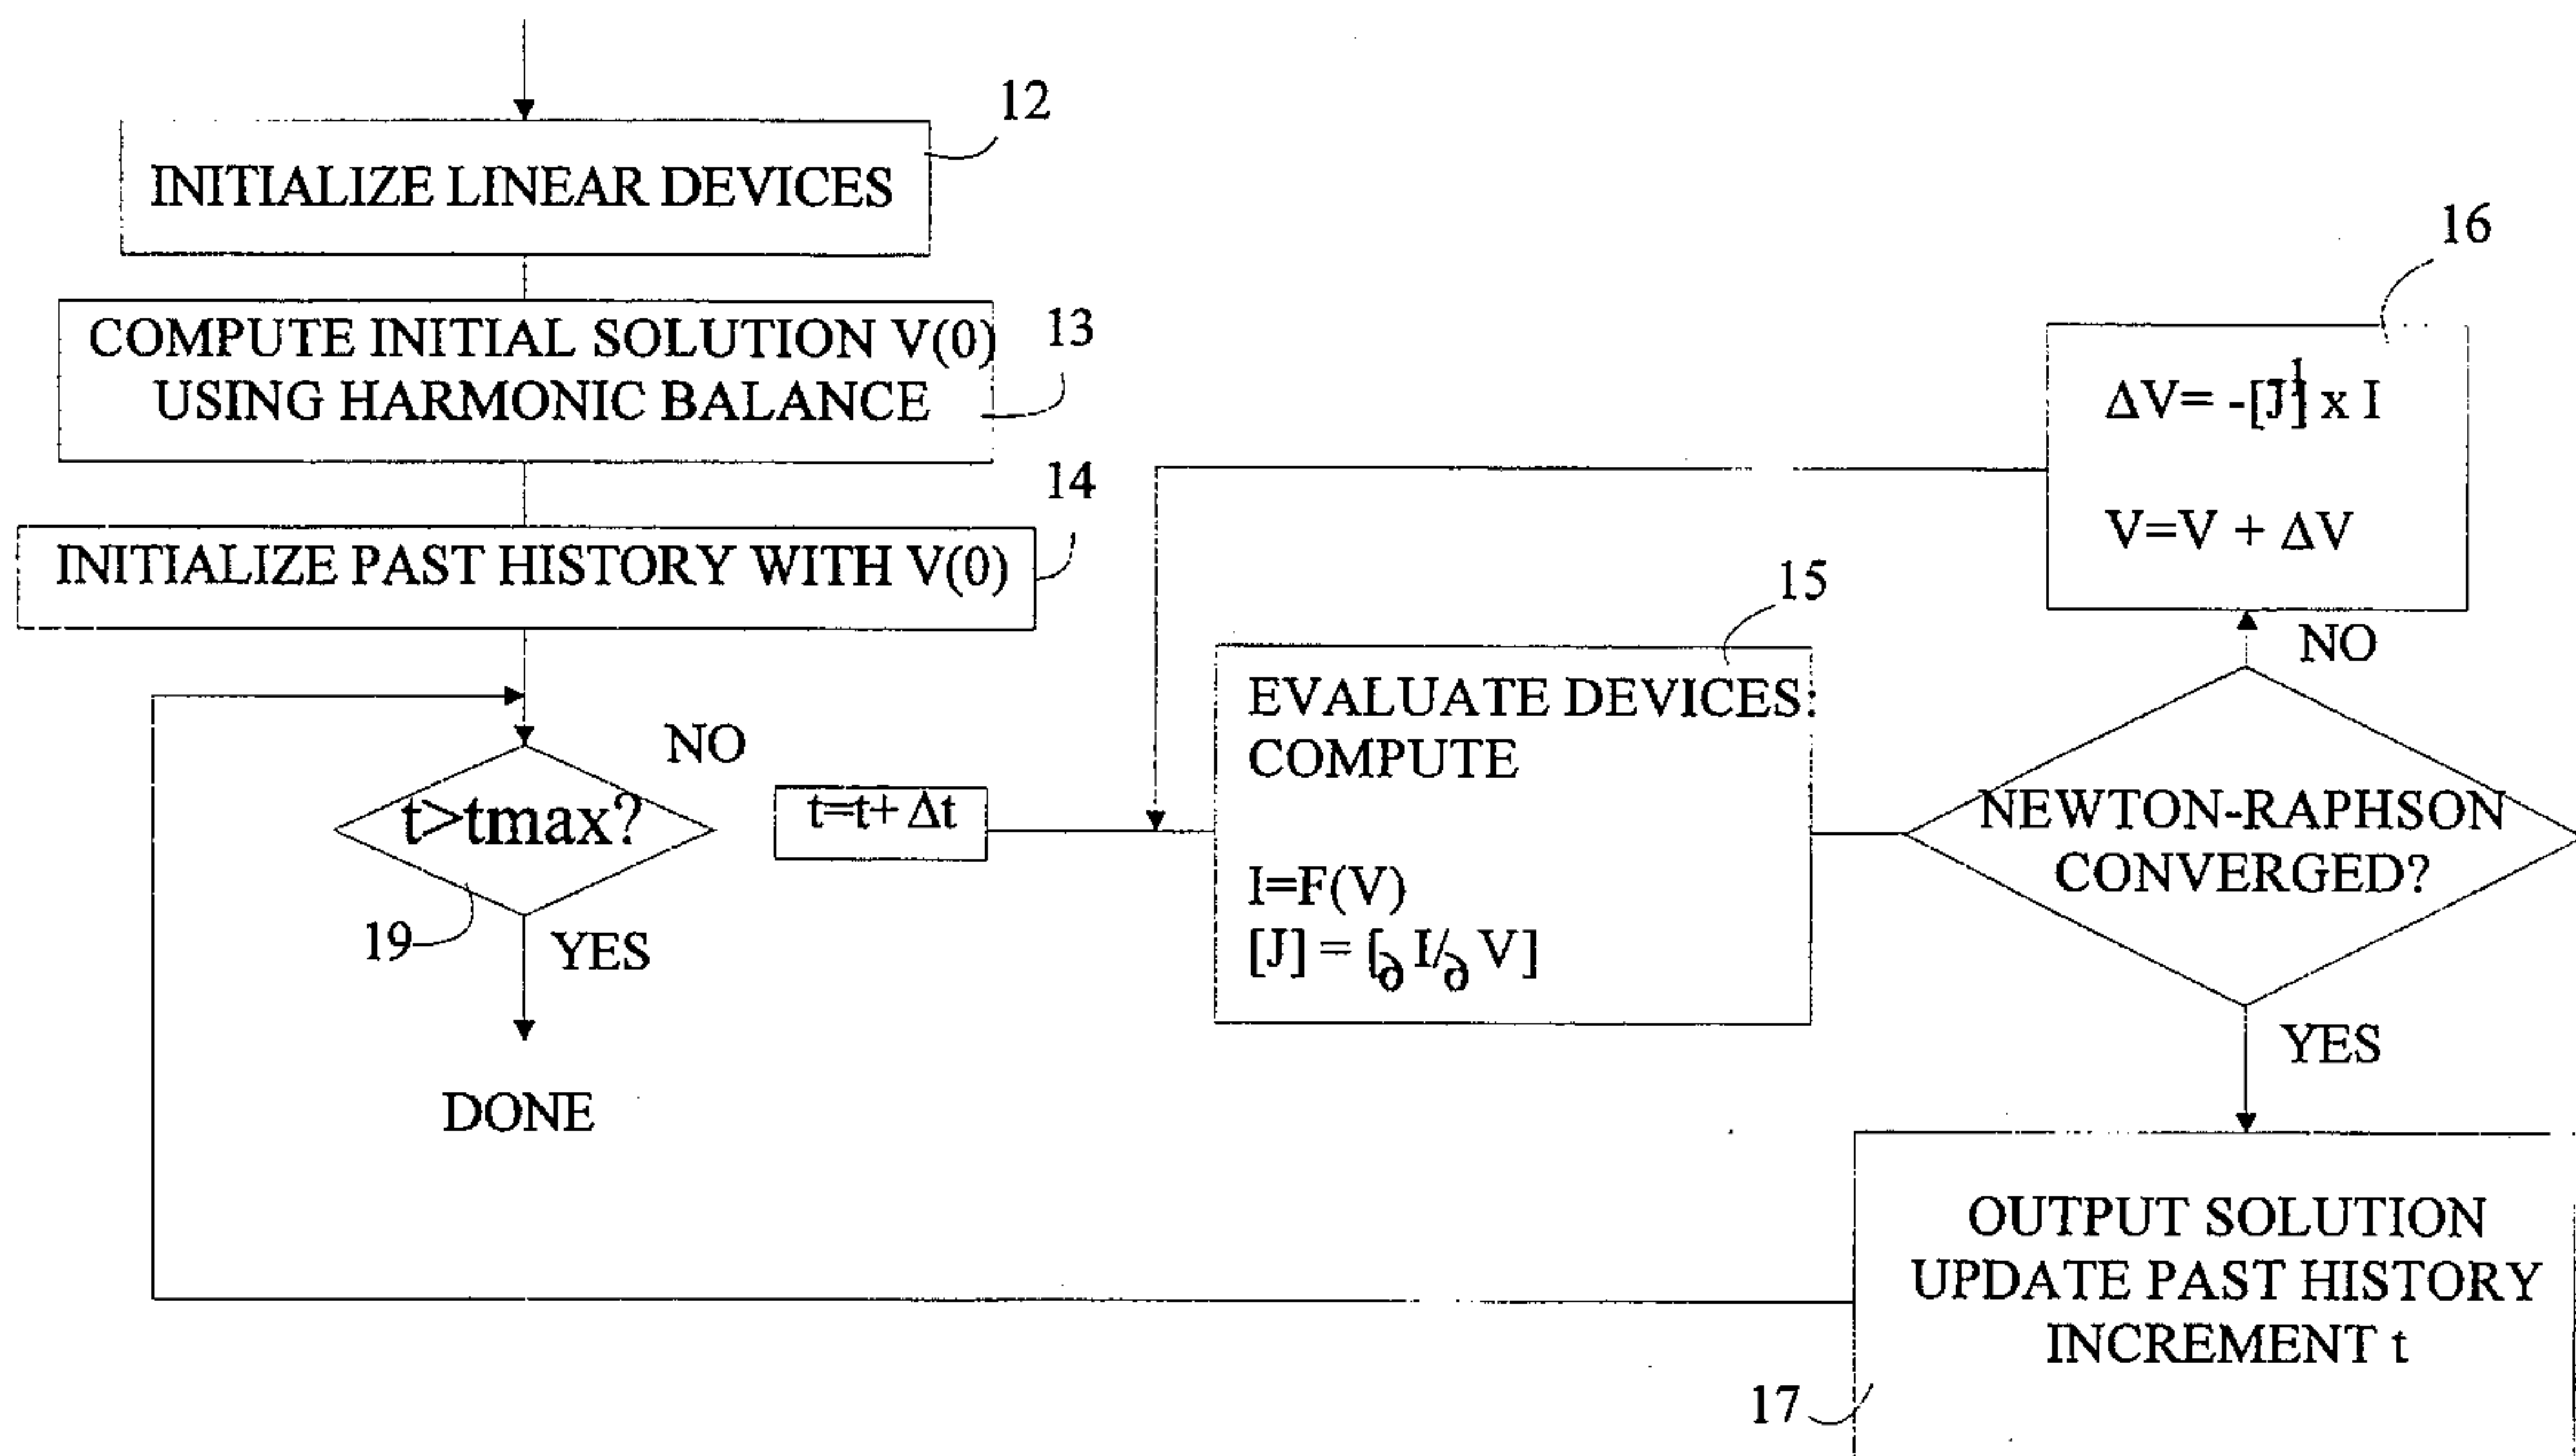 12
INITIALIZE LINEAR DEVICES
COMPUTE INITIAL SOLUTION V(0)
USING HARMONIC BALANCE
13
14
INITIALIZE PAST HISTORY WITH V(0)
NO
t>tmax?
19
YES
DONE
t=t+ Δt
15
EVALUATE DEVICES:
COMPUTE
I=F(V)
[J] = [∂ I/∂ V]
16
ΔV= -[J]⁻¹ x I
V=V + ΔV
NO
NEWTON-RAPHSON
CONVERGED?
YES
OUTPUT SOLUTION
UPDATE PAST HISTORY
INCREMENT t
17